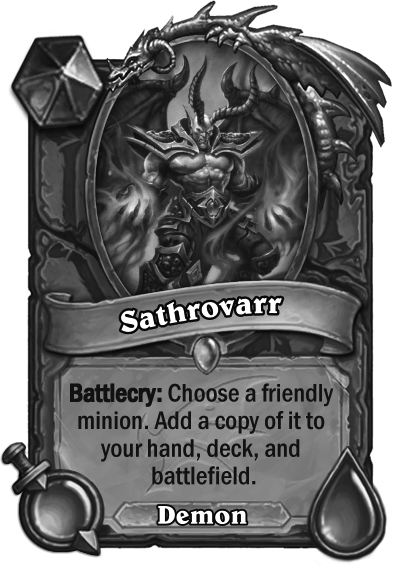 Sathrovarr
Battlecry: Choose a friendly
minion. Add a copy of it to
your hand, deck, and
battlefield.
Demon